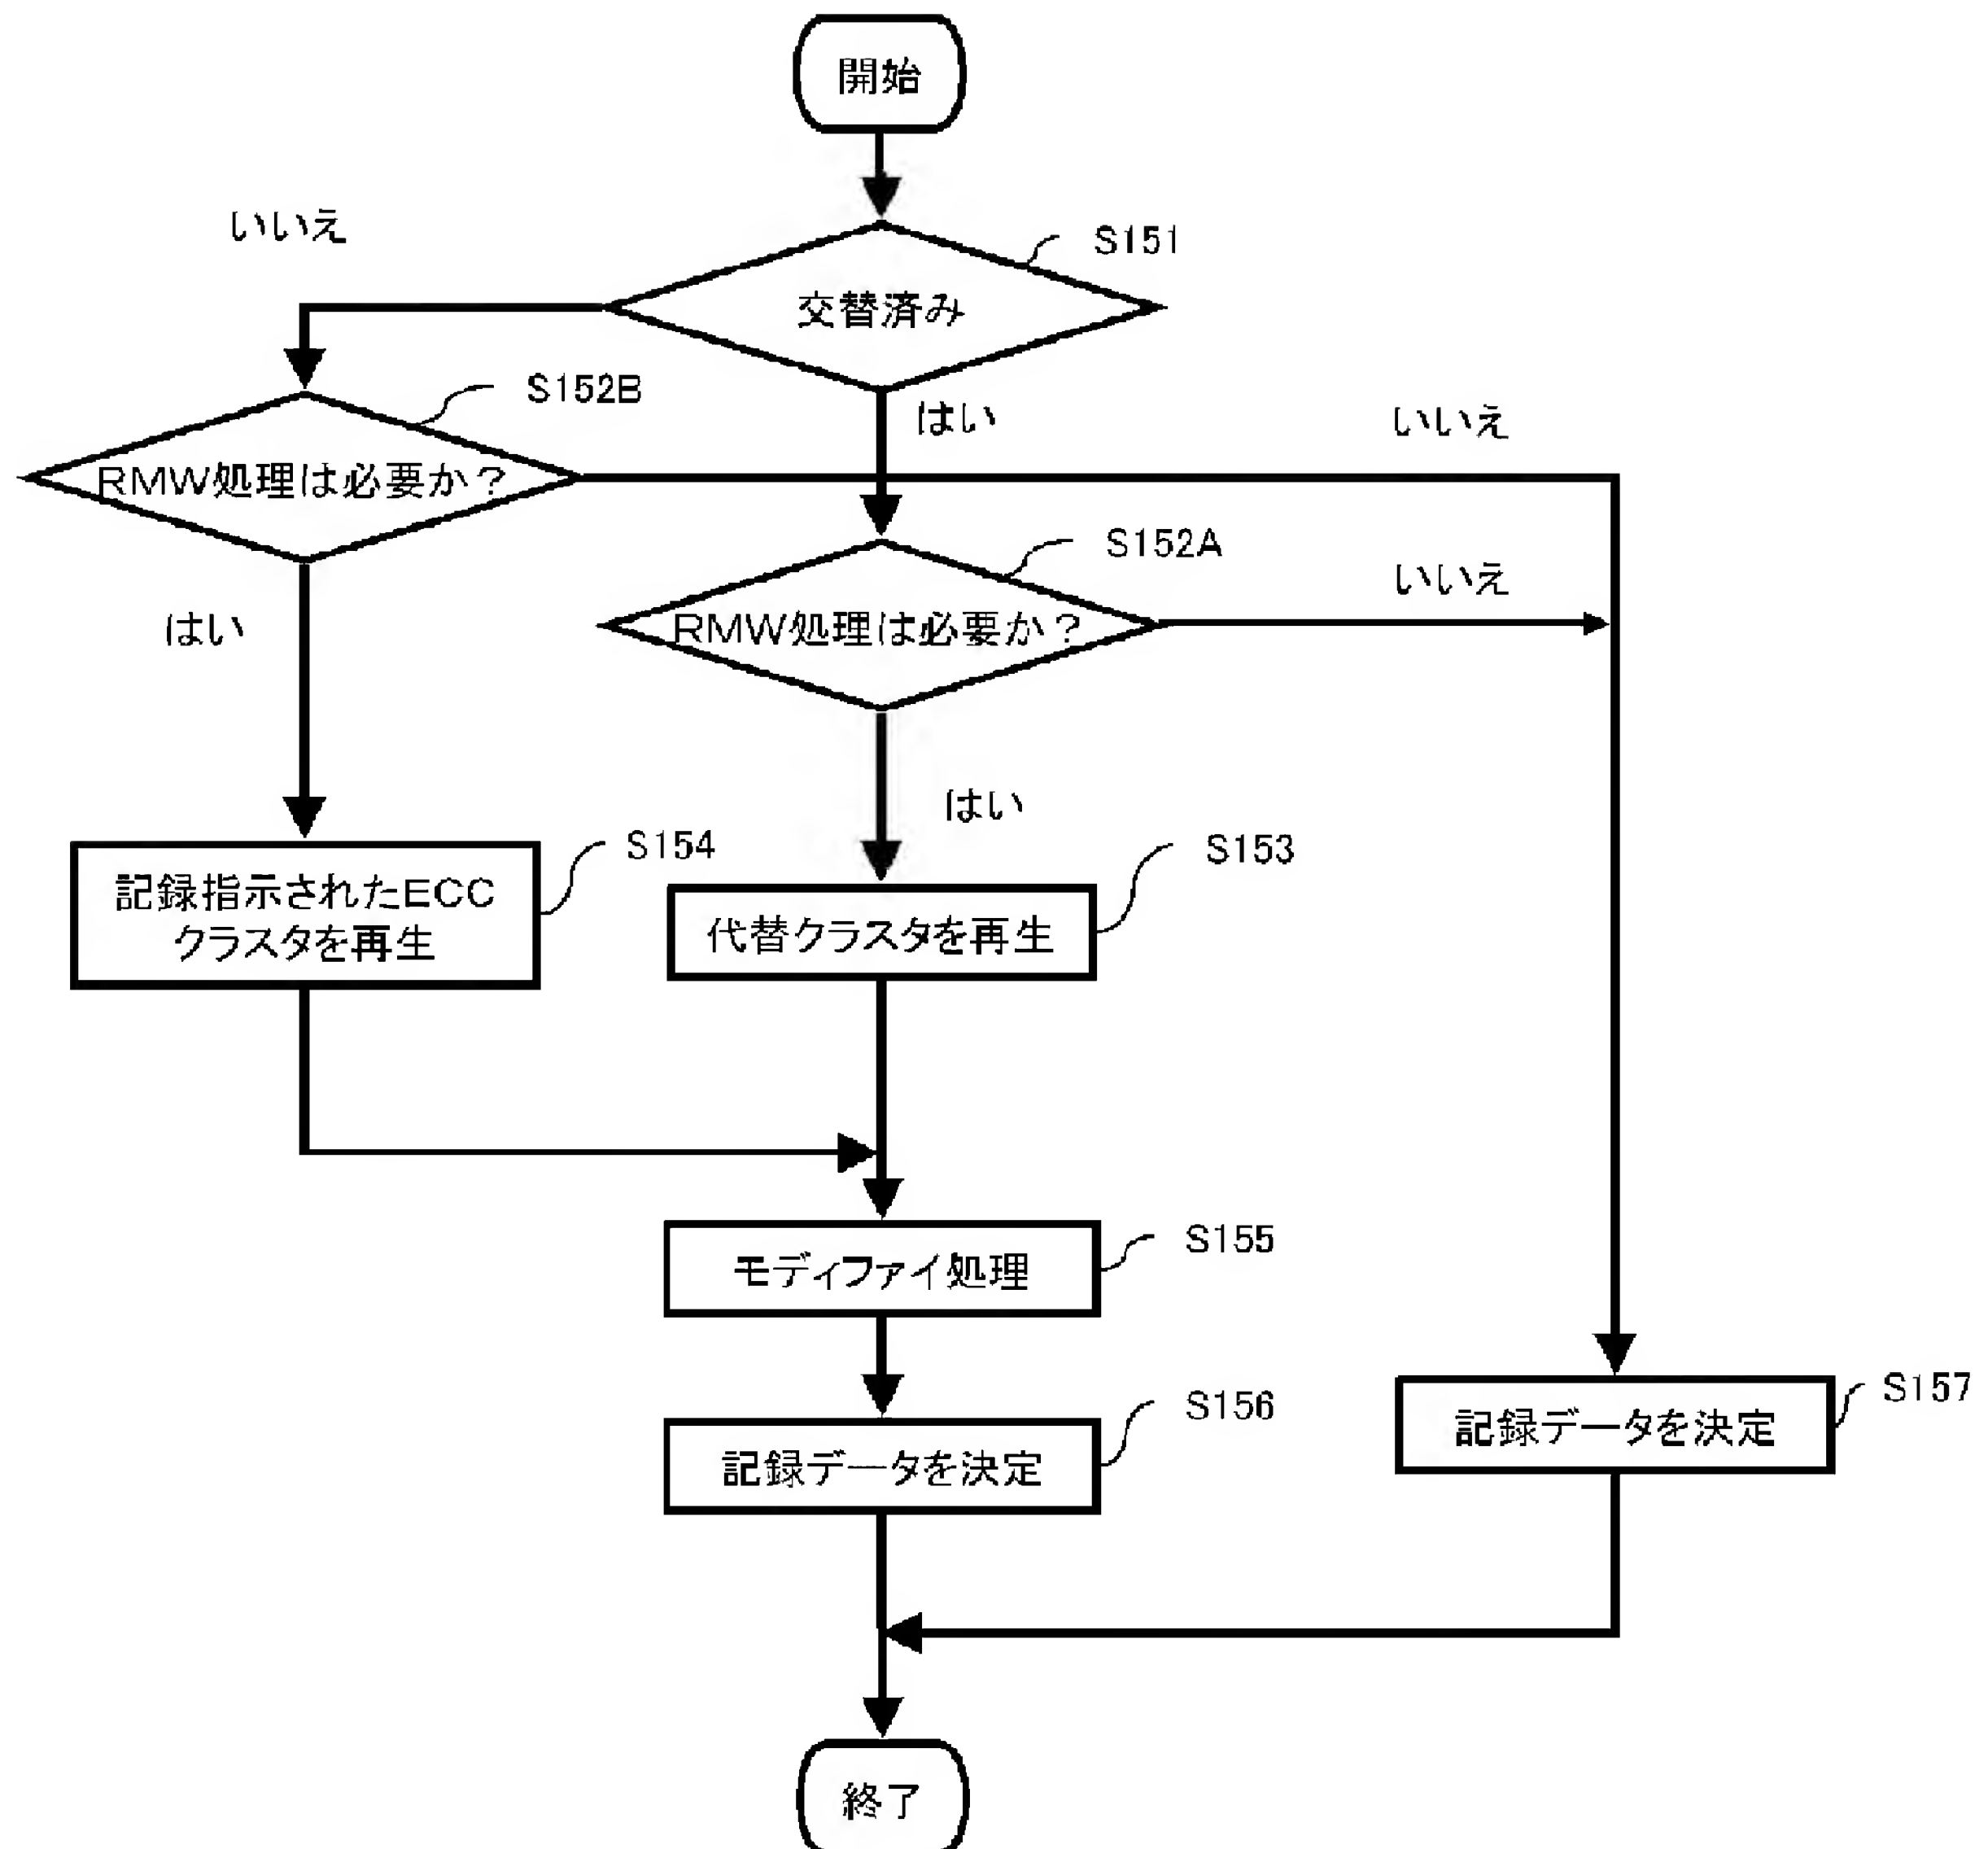 開始
いいえ
S151
交替済み
S152B
はい
いいえ
RMW処理は必要か？
S152A
いいえ
はい
RMW処理は必要か？
はい
S154
S153
記録指示されたECC
クラスタを再生
代替クラスタを再生
S155
モディファイ処理
S157
S156
記録データを決定
記録データを決定
終了